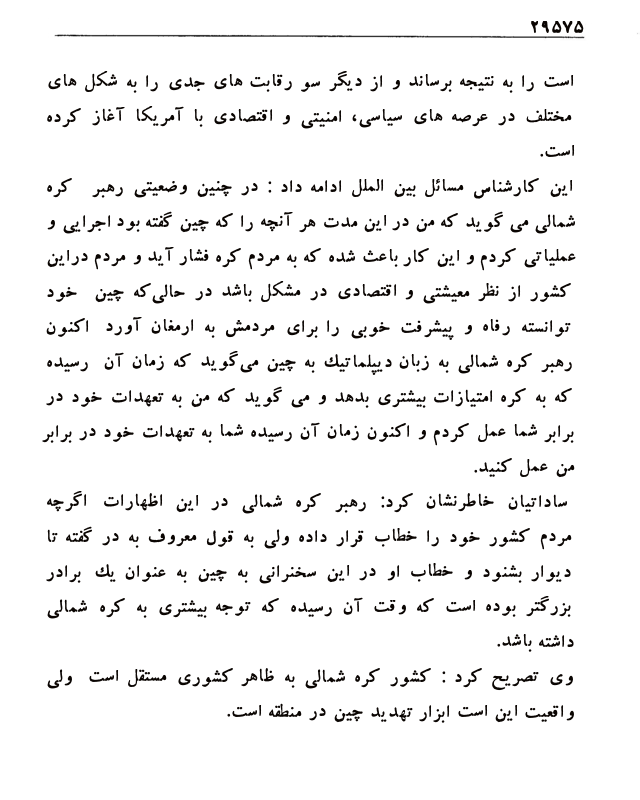 ۲۹۵۷۵
است را به نتیجه برساند و از دیگر سو رقابت های جدی را به شکل های
مختلف در عرصه های سیاسی، امنیتی و اقتصادی با آمریکا آغاز کرده
است.
این کارشناس مسائل بین الملل ادامه داد : در چنین وضعیتی رهبر کره
شمالی می گوید که من در این مدت هر آنچه را که چین گفته بود اجرایی و
عملیاتی کردم و این کار باعث شده که به مردم کره فشار آید و مردم دراین
کشور از نظر معیشتی و اقتصادی در مشکل باشد در حالی‌که چین خود
توانسته رفاه و پیشرفت خوبی را برای مردمش به ارمغان آورد اکنون
رهبر کره شمالی به زبان دیپلماتیك به چین می‌گوید که زمان آن رسیده
که به کره امتیازات بیشتری بدهد و می گوید که من به تعهدات خود در
برابر شما عمل کردم و اکنون زمان آن رسیده شما به تعهدات خود در برابر
من عمل کنید.
ساداتیان خاطرنشان کرد: رهبر کره شمالی در این اظهارات اگرچه
مردم کشور خود را خطاب قرار داده ولی به قول معروف به در گفته تا
دیوار بشنود و خطاب او در این سخنرانی به چین به عنوان یك برادر
بزرگتر بوده است که وقت آن رسیده که توجه بیشتری به کره شمالی
داشته باشد.
وی تصریح کرد : کشور کره شمالی به ظاهر کشوری مستقل است ولی
واقعیت این است ابزار تهدید چین در منطقه است.